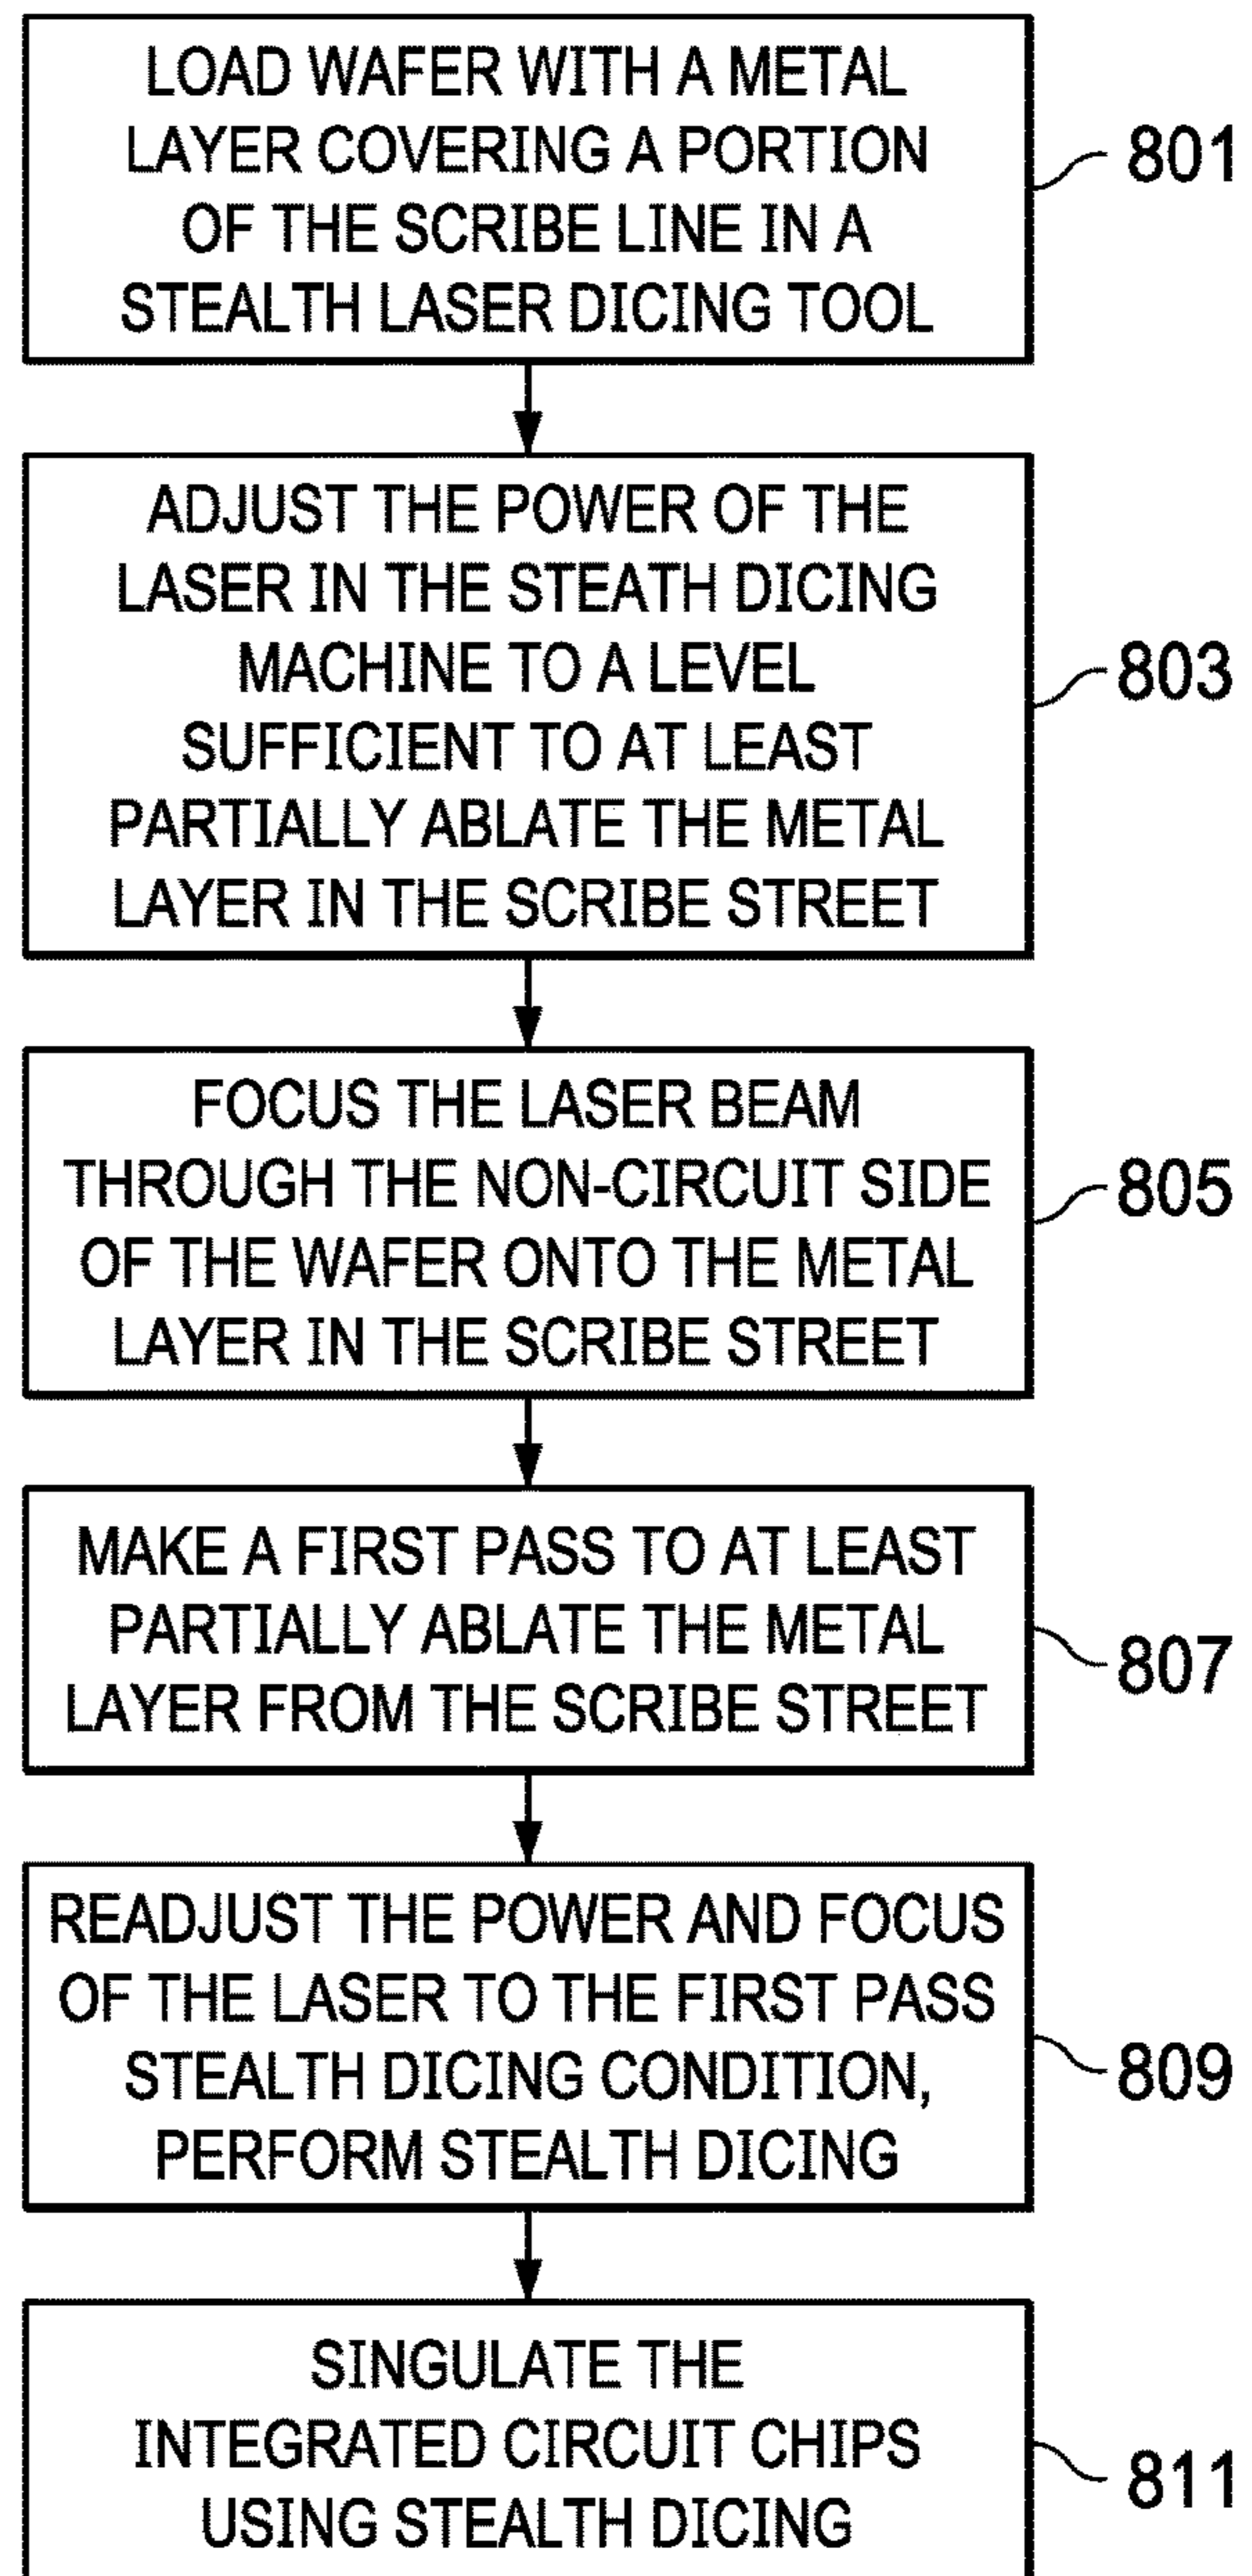 LOAD WAFER WITH A METAL
LAYER COVERING A PORTION
OF THE SCRIBE LINE IN A
STEALTH LASER DICING TOOL
801
ADJUST THE POWER OF THE
LASER IN THE STEATH DICING
MACHINE TO A LEVEL
SUFFICIENT TO AT LEAST
PARTIALLY ABLATE THE METAL
LAYER IN THE SCRIBE STREET
803
FOCUS THE LASER BEAM
THROUGH THE NON-CIRCUIT SIDE
OF THE WAFER ONTO THE METAL
LAYER IN THE SCRIBE STREET
805
MAKE A FIRST PASS TO AT LEAST
PARTIALLY ABLATE THE METAL
LAYER FROM THE SCRIBE STREET
807
READJUST THE POWER AND FOCUS
OF THE LASER TO THE FIRST PASS
STEALTH DICING CONDITION,
PERFORM STEALTH DICING
809
SINGULATE THE
INTEGRATED CIRCUIT CHIPS
USING STEALTH DICING
811